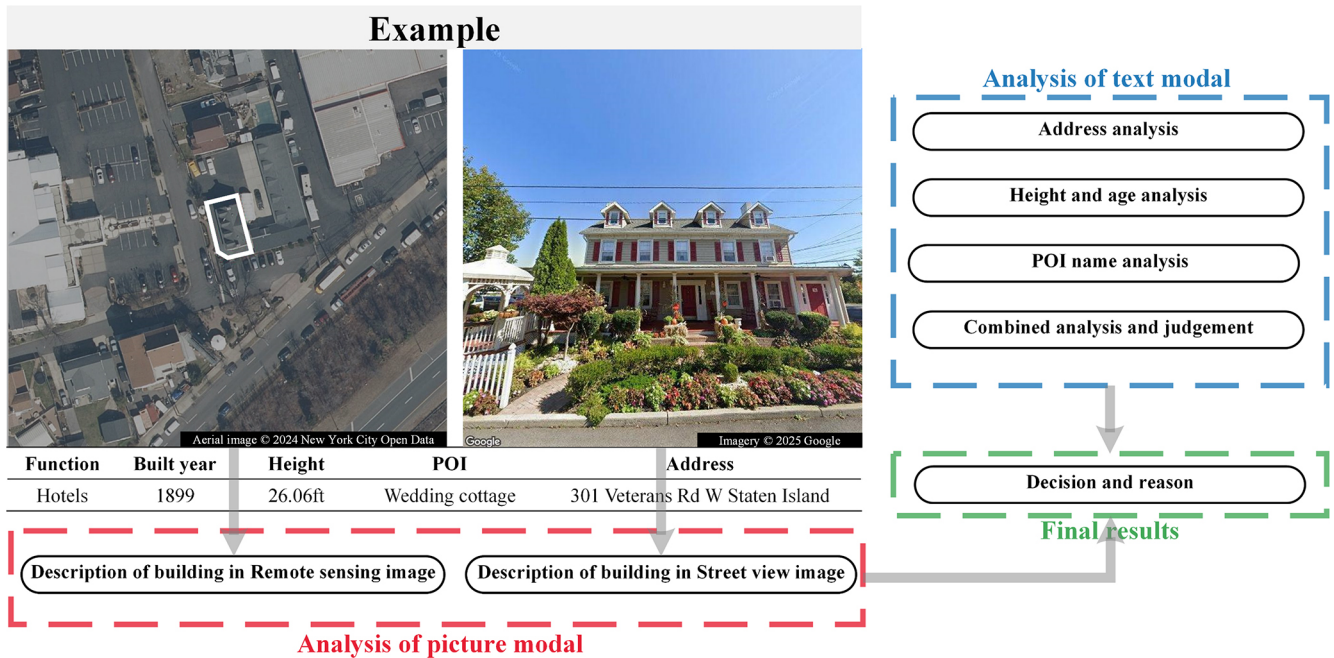 Example
Aerial image © 2024 New York City Open Data
Google
Imagery © 2025 Google
Function Built year Height POI Address
Hotels 1899 26.06ft Wedding cottage 301 Veterans Rd W Staten Island
Description of building in Remote sensing image
Description of building in Street view image
Analysis of picture modal
Analysis of text modal
Address analysis
Height and age analysis
POI name analysis
Combined analysis and judgement
Decision and reason
Final results